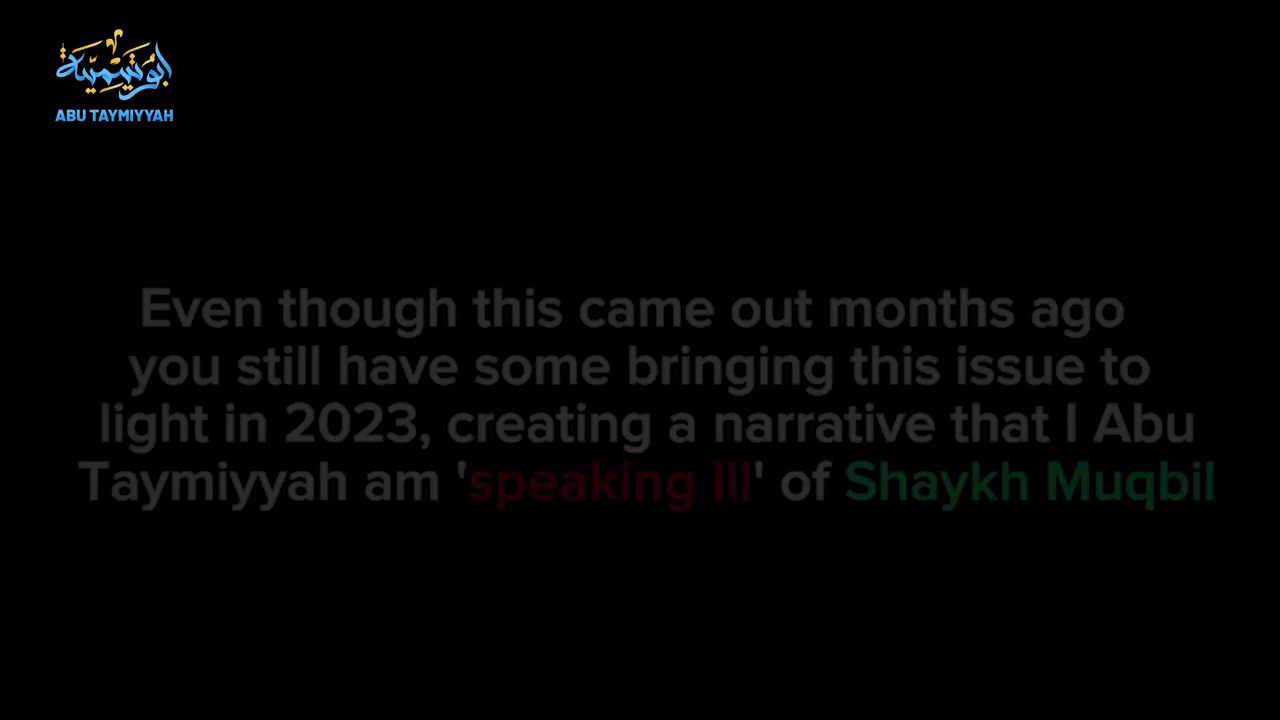 ابو تيمية
ABU TAYMIYYAH
Even though this came out months ago
you still have some bringing this issue to
light in 2023, creating a narrative that I Abu
Taymiyyah am 'speaking ill' of Shaykh Muqbil